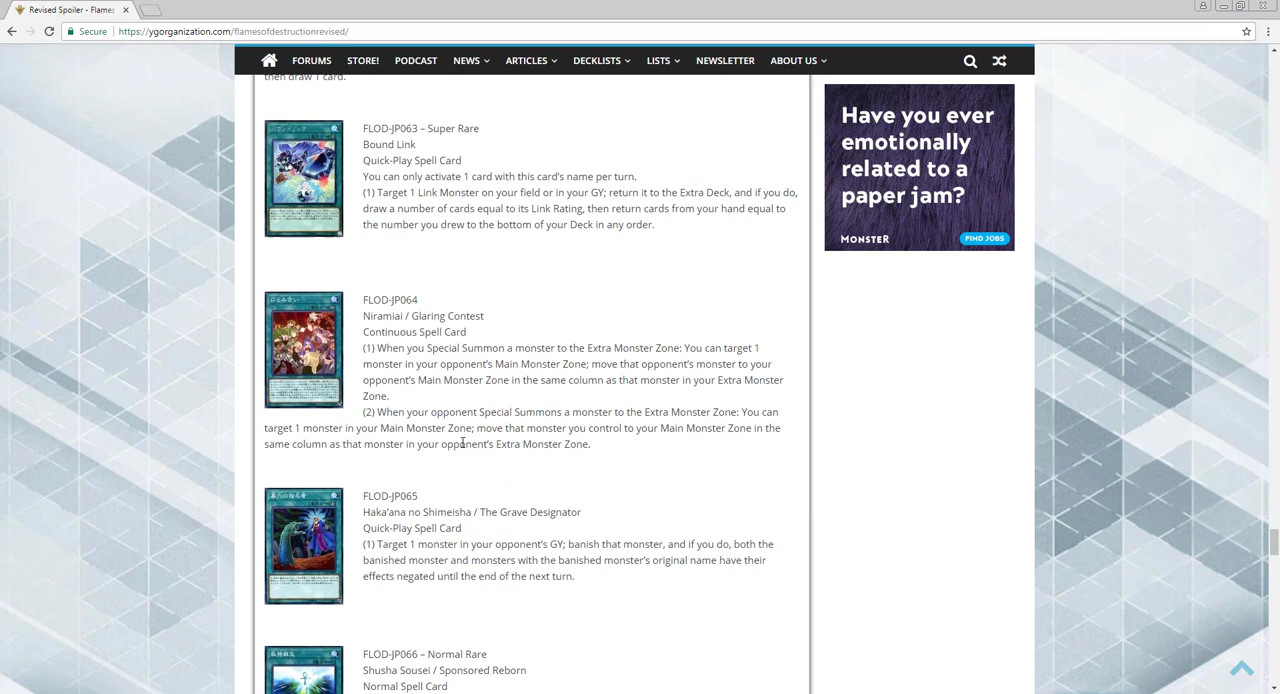 Revised Spoiler – Flames
Secure
https://ygorganization.com/flamesofdestructionrevised/
FORUMS STORE! PODCAST NEWS ARTICLES DECKLISTS LISTS NEWSLETTER ABOUT US
then draw 1 card.
FLOD-JP063 – Super Rare
Bound Link
Quick-Play Spell Card
You can only activate 1 card with this card's name per turn.
(1) Target 1 Link Monster on your field or in your GY; return it to the Extra Deck, and if you do,
draw a number of cards equal to its Link Rating, then return cards from your hand equal to
the number you drew to the bottom of your Deck in any order.
FLOD-JP064
Niramiai / Glaring Contest
Continuous Spell Card
(1) When you Special Summon a monster to the Extra Monster Zone: You can target 1
monster in your opponent's Main Monster Zone; move that opponent's monster to your
opponent's Main Monster Zone in the same column as that monster in your Extra Monster
Zone.
(2) When your opponent Special Summons a monster to the Extra Monster Zone: You can
target 1 monster in your Main Monster Zone; move that monster you control to your Main Monster Zone in the
same column as that monster in your opponent's Extra Monster Zone.
FLOD-JP065
Haka'ana no Shimeisha / The Grave Designator
Quick-Play Spell Card
(1) Target 1 monster in your opponent's GY; banish that monster, and if you do, both the
banished monster and monsters with the banished monster's original name have their
effects negated until the end of the next turn.
FLOD-JP066 – Normal Rare
Shusha Sousei / Sponsored Reborn
Normal Spell Card
Have you ever
emotionally
related to a
paper jam?
MONSTER
FIND JOBS
にらみ合い
墓穴の指名者